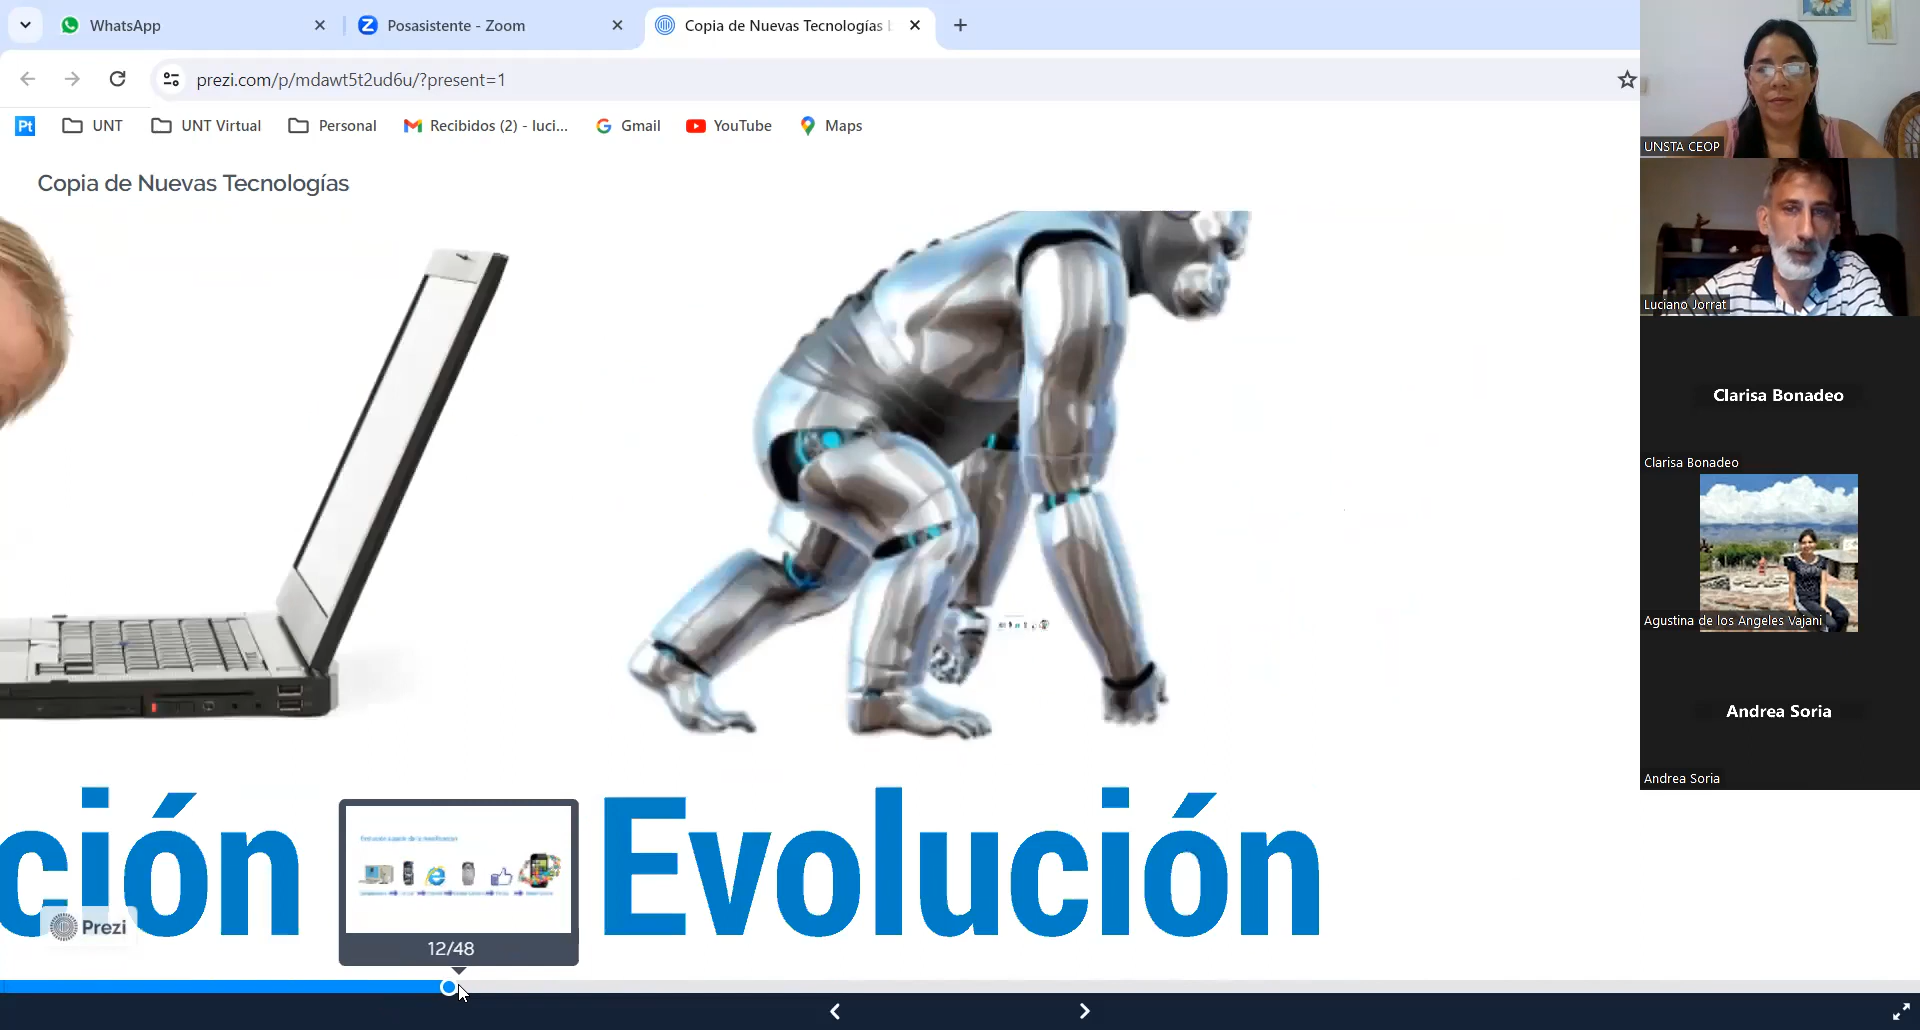 WhatsApp
Posasistente - Zoom
Copia de Nuevas Tecnologías
prezi.com/p/mdawt5t2ud6u/?present=1
Pt
UNT
UNT Virtual
Personal
Recibidos (2) - luci...
Gmail
YouTube
Maps
Copia de Nuevas Tecnologías
ción
Evolución
Prezi
12/48
UNSTA CEOP
Luciano Jorrat
Clarisa Bonadeo
Clarisa Bonadeo
Agustina de los Angeles Vajani
Andrea Soria
Andrea Soria